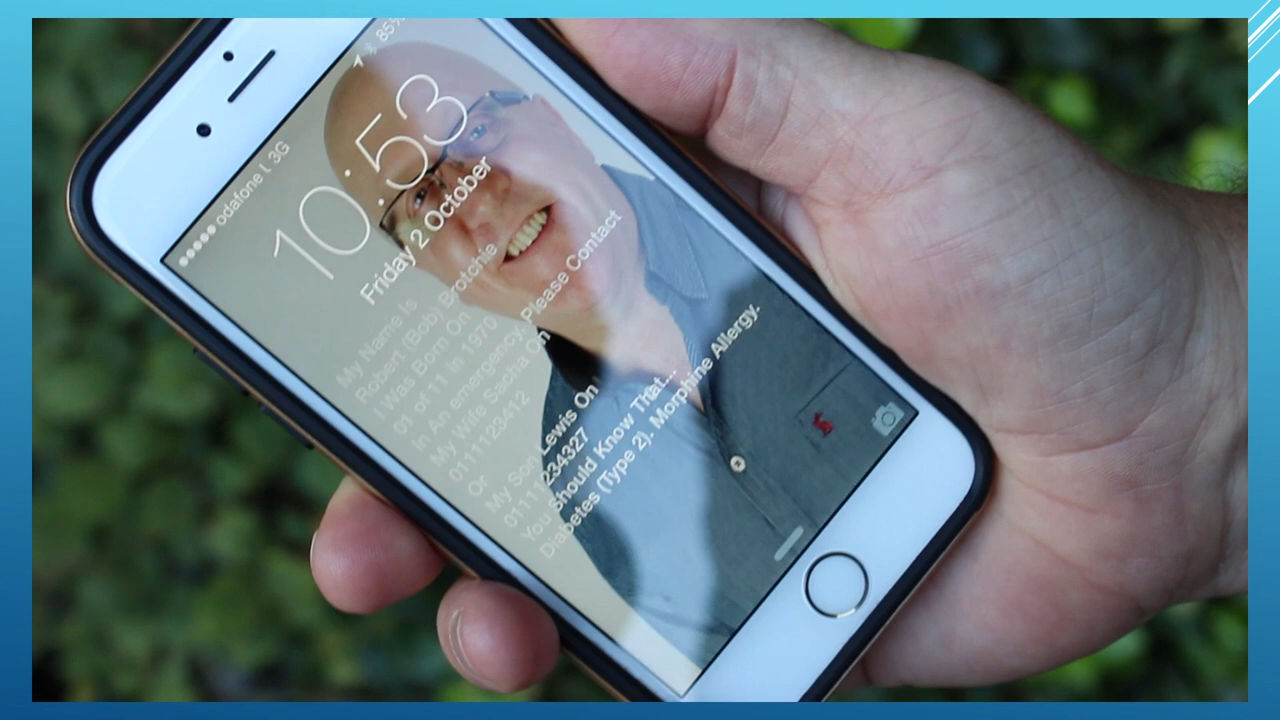 odafone 3G 85%
10:53
Friday 2 October
My Name Is
Robert (Bob) Brotchie
I Was Born On
01 of 11 In 1970
In An emergency Please Contact
My Wife Sacha On
0111123412
Or
My Son Lewis On
01111234327
You Should Know That...
Diabetes (Type 2). Morphine Allergy.